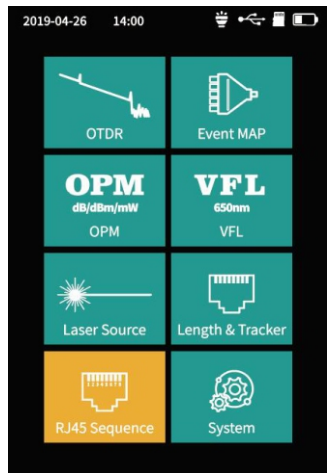 2019-04-26 14:00
OTDR
Event MAP
OPM
dB/dBm/mW
OPM
VFL
650nm
VFL
Laser Source
Length & Tracker
RJ45 Sequence
System